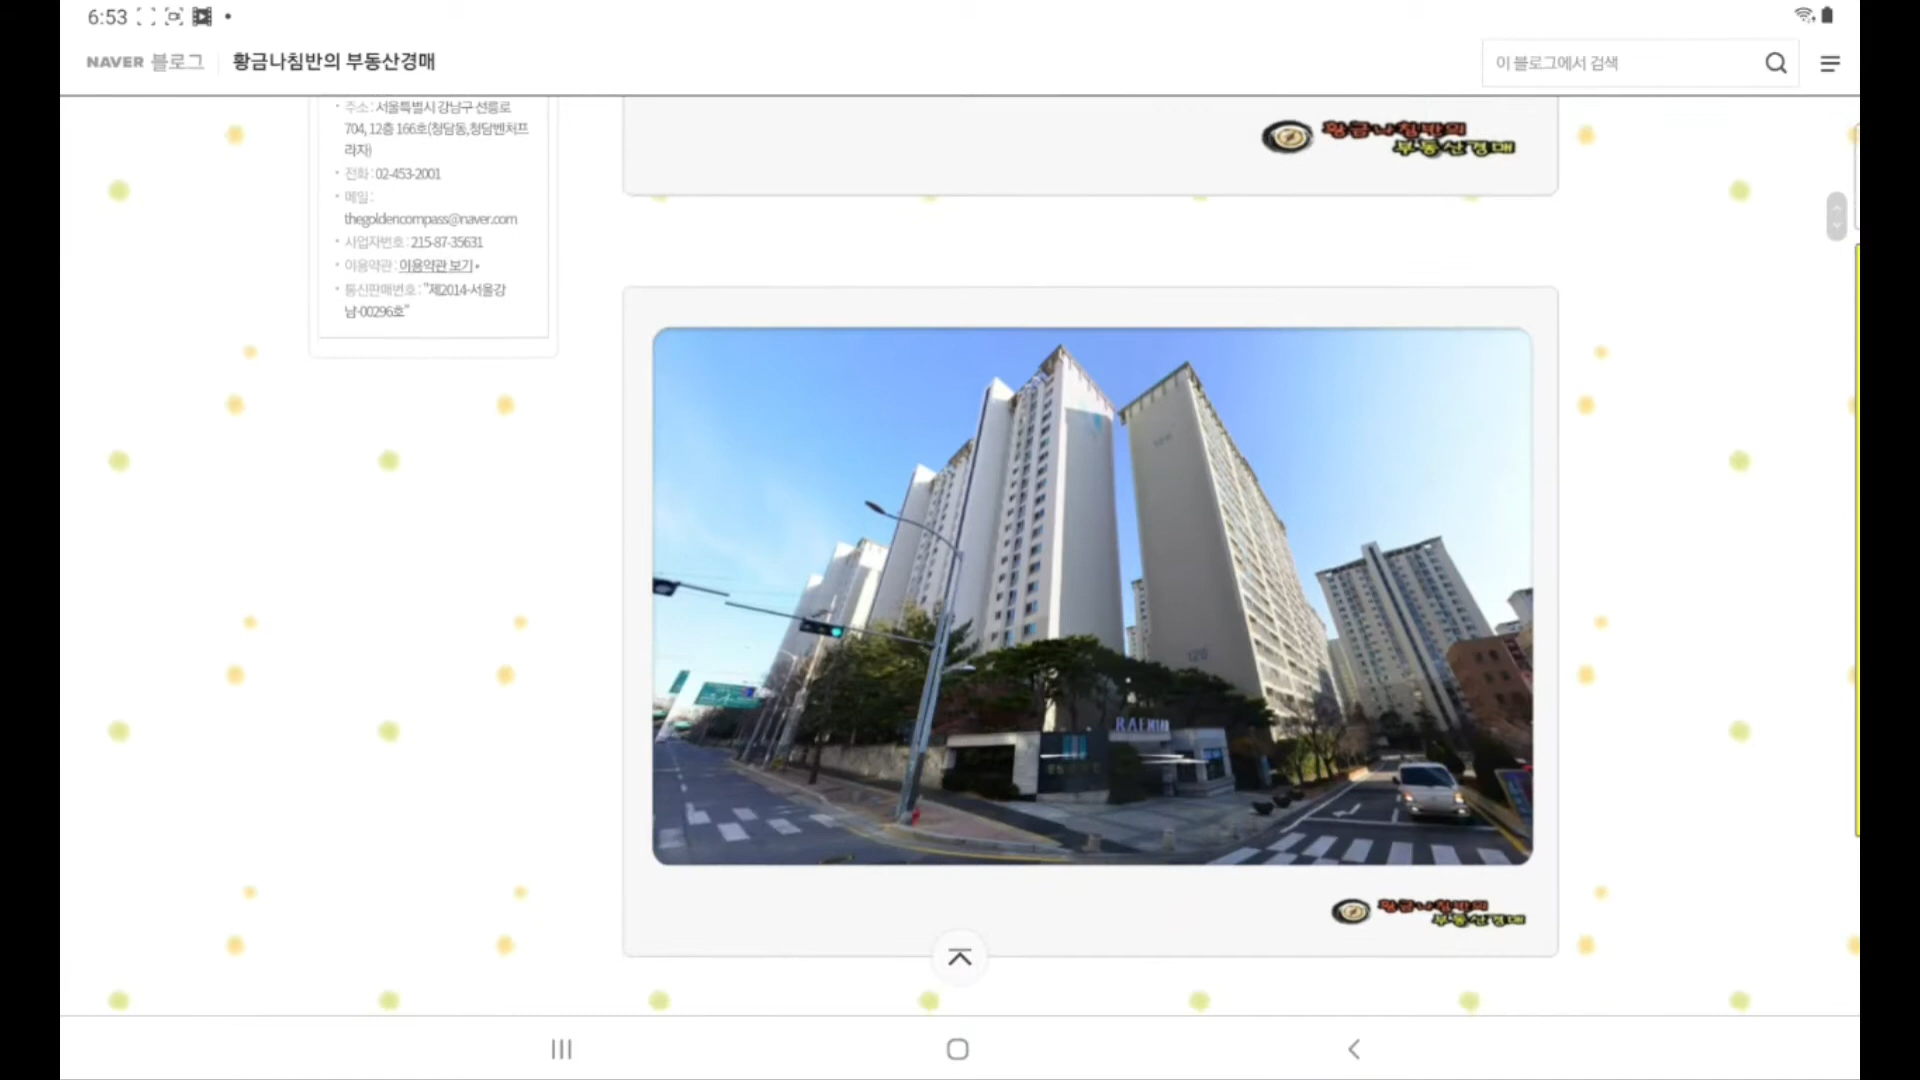 6:53
NAVER 블로그 황금나침반의 부동산경매
이 블로그에서 검색
주소 : 서울특별시 강남구 선릉로
704, 12층 166호(청담동,청담벤처프
라자)
전화 : 02-453-2001
메일 :
thegoldencompass@naver.com
사업자번호 : 215-87-35631
이용약관 : 이용약관 보기
통신판매번호 : "제2014-서울강
남-00296호"
황금나침반의
부동산경매
RAEMIAN
황금나침반의
부동산경매